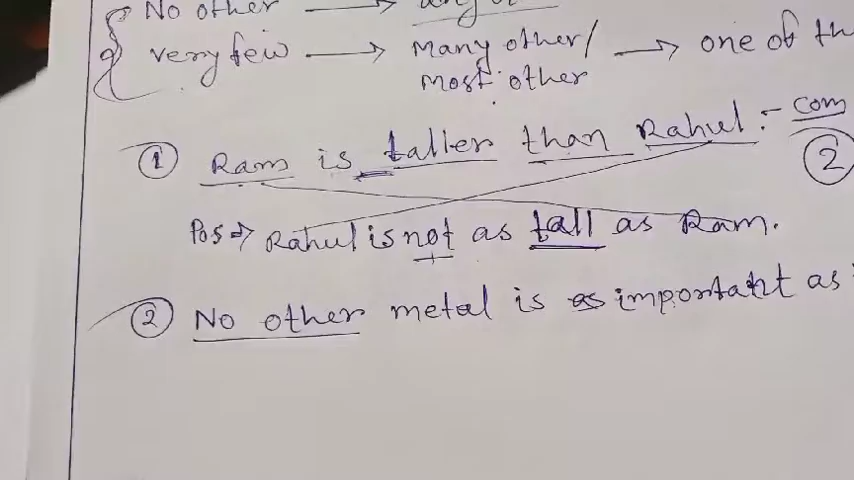 No other →
very few → many other/ → one of th
most other
① Ram is taller than Rahul :- com
②
Pos ⇒ Rahul is not as tall as Ram.
② No other metal is as important as